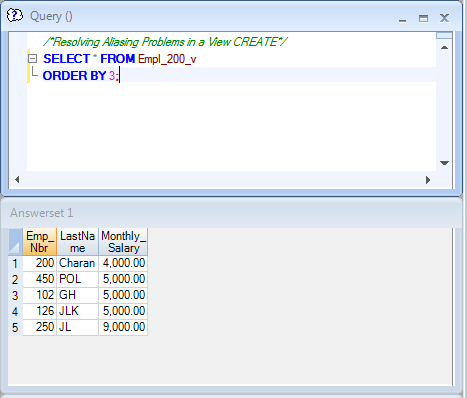 Query ()
/*Resolving Aliasing Problems in a View CREATE*/
SELECT * FROM Empl_200_v
ORDER BY 3;
Answerset 1
Emp_ LastNa Monthly_
Nbr me Salary
1 200 Charan 4,000.00
2 450 POL 5,000.00
3 102 GH 5,000.00
4 126 JLK 5,000.00
5 250 JL 9,000.00